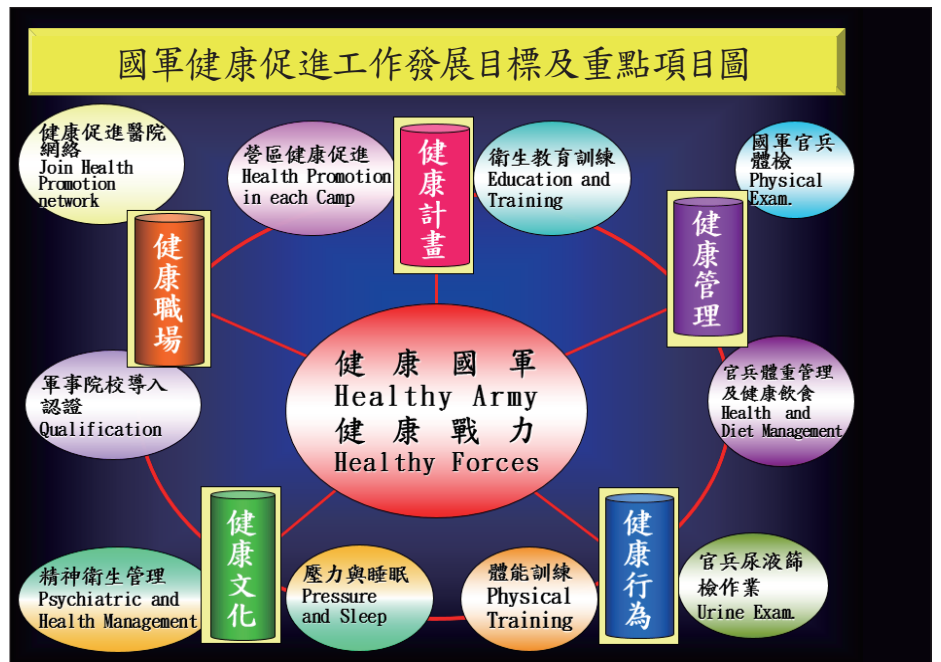 國軍健康促進工作發展目標及重點項目圖
健康促進醫院
網絡
Join Health
Promotion
network
營區健康促進
Health Promotion
in each Camp
健康計畫
衛生教育訓練
Education and
Training
國軍官兵
體檢
Physical
Exam.
健康職場
健康管理
健康國軍
Healthy Army
健康戰力
Healthy Forces
軍事院校導入
認證
Qualification
官兵體重管理
及健康飲食
Health and
Diet Management
精神衛生管理
Psychiatric and
Health Management
健康文化
壓力與睡眠
Pressure
and Sleep
體能訓練
Physical
Training
健康行為
官兵尿液篩
檢作業
Urine Exam.